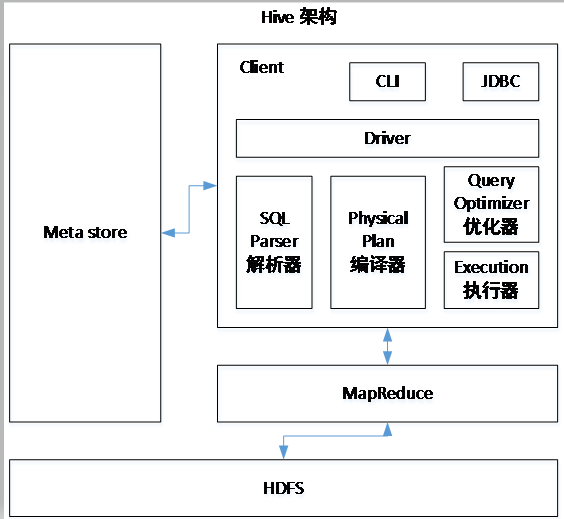 Hive 架构
Client
CLI
JDBC
Driver
Meta store
SQL
Parser
解析器
Physical
Plan
编译器
Query
Optimizer
优化器
Execution
执行器
MapReduce
HDFS